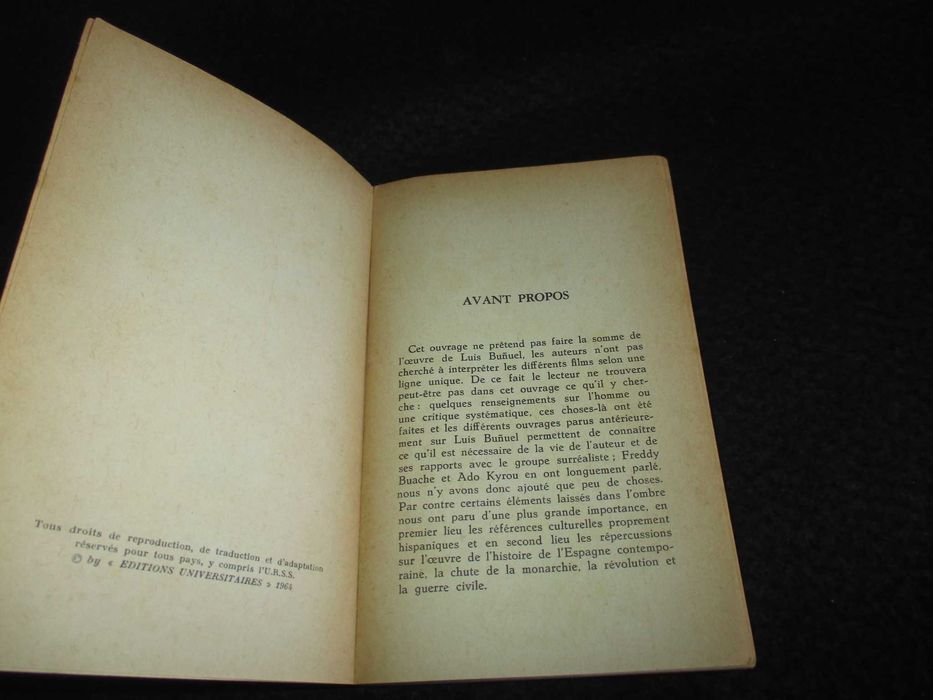 Tous droits de reproduction, de traduction et d'adaptation
réservés pour tous pays, y compris l'U.R.S.S.
© by « EDITIONS UNIVERSITAIRES » 1964
AVANT PROPOS
Cet ouvrage ne prétend pas faire la somme de
l'œuvre de Luis Buñuel, les auteurs n'ont pas
cherché à interpréter les différents films selon une
ligne unique. De ce fait le lecteur ne trouvera
peut-être pas dans cet ouvrage ce qu'il y cher-
che : quelques renseignements sur l'homme ou
une critique systématique, ces choses-là ont été
faites et les différents ouvrages parus antérieure-
ment sur Luis Buñuel permettent de connaître
ce qu'il est nécessaire de la vie de l'auteur et de
ses rapports avec le groupe surréaliste ; Freddy
Buache et Ado Kyrou en ont longuement parlé,
nous n'y avons donc ajouté que peu de choses.
Par contre certains éléments laissés dans l'ombre
nous ont paru d'une plus grande importance, en
premier lieu les références culturelles proprement
hispaniques et en second lieu les répercussions
sur l'œuvre de l'histoire de l'Espagne contempo-
raine, la chute de la monarchie, la révolution et
la guerre civile.